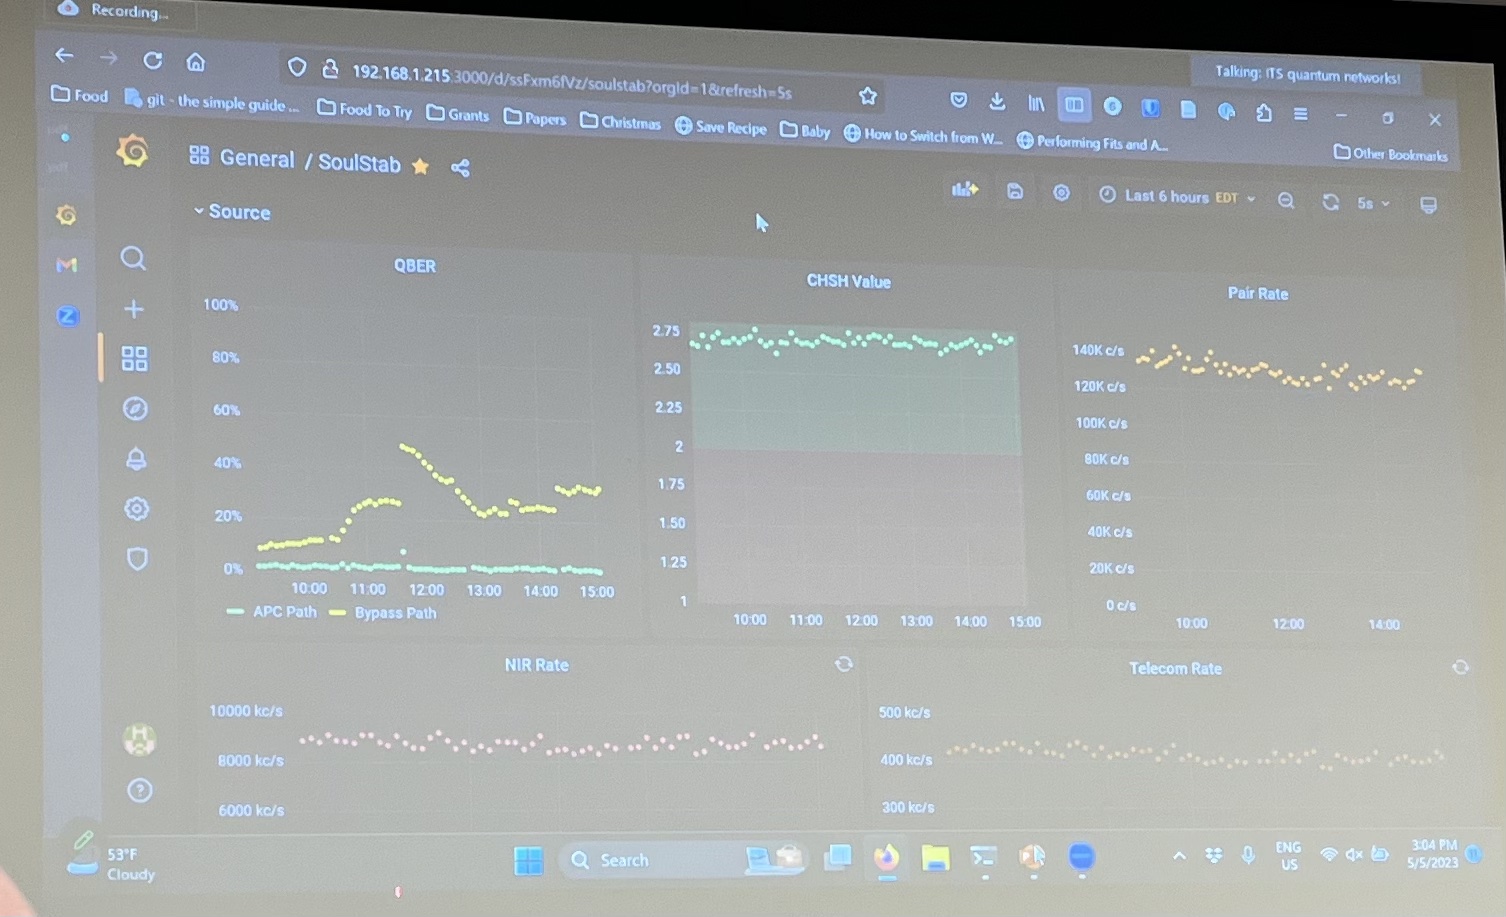 Recording...
Talking: ITS quantum networks!
192.168.1.215:3000/d/ssFxm6fVz/soulstab?orgId=1&refresh=5s
Food git - the simple guide ... Food To Try Grants Papers Christmas Save Recipe Baby How to Switch from W... Performing Fits and A... Other Bookmarks
General / SoulStab
Last 6 hours EDT 5s
Source
QBER
100%
80%
60%
40%
20%
0%
10:00 11:00 12:00 13:00 14:00 15:00
APC Path Bypass Path
CHSH Value
2.75
2.50
2.25
2
1.75
1.50
1.25
1
10:00 11:00 12:00 13:00 14:00 15:00
Pair Rate
140K c/s
120K c/s
100K c/s
80K c/s
60K c/s
40K c/s
20K c/s
0 c/s
10:00 12:00 14:00
NIR Rate
10000 kc/s
8000 kc/s
6000 kc/s
Telecom Rate
500 kc/s
400 kc/s
300 kc/s
53°F
Cloudy
Search
ENG
US
3:04 PM
5/5/2023